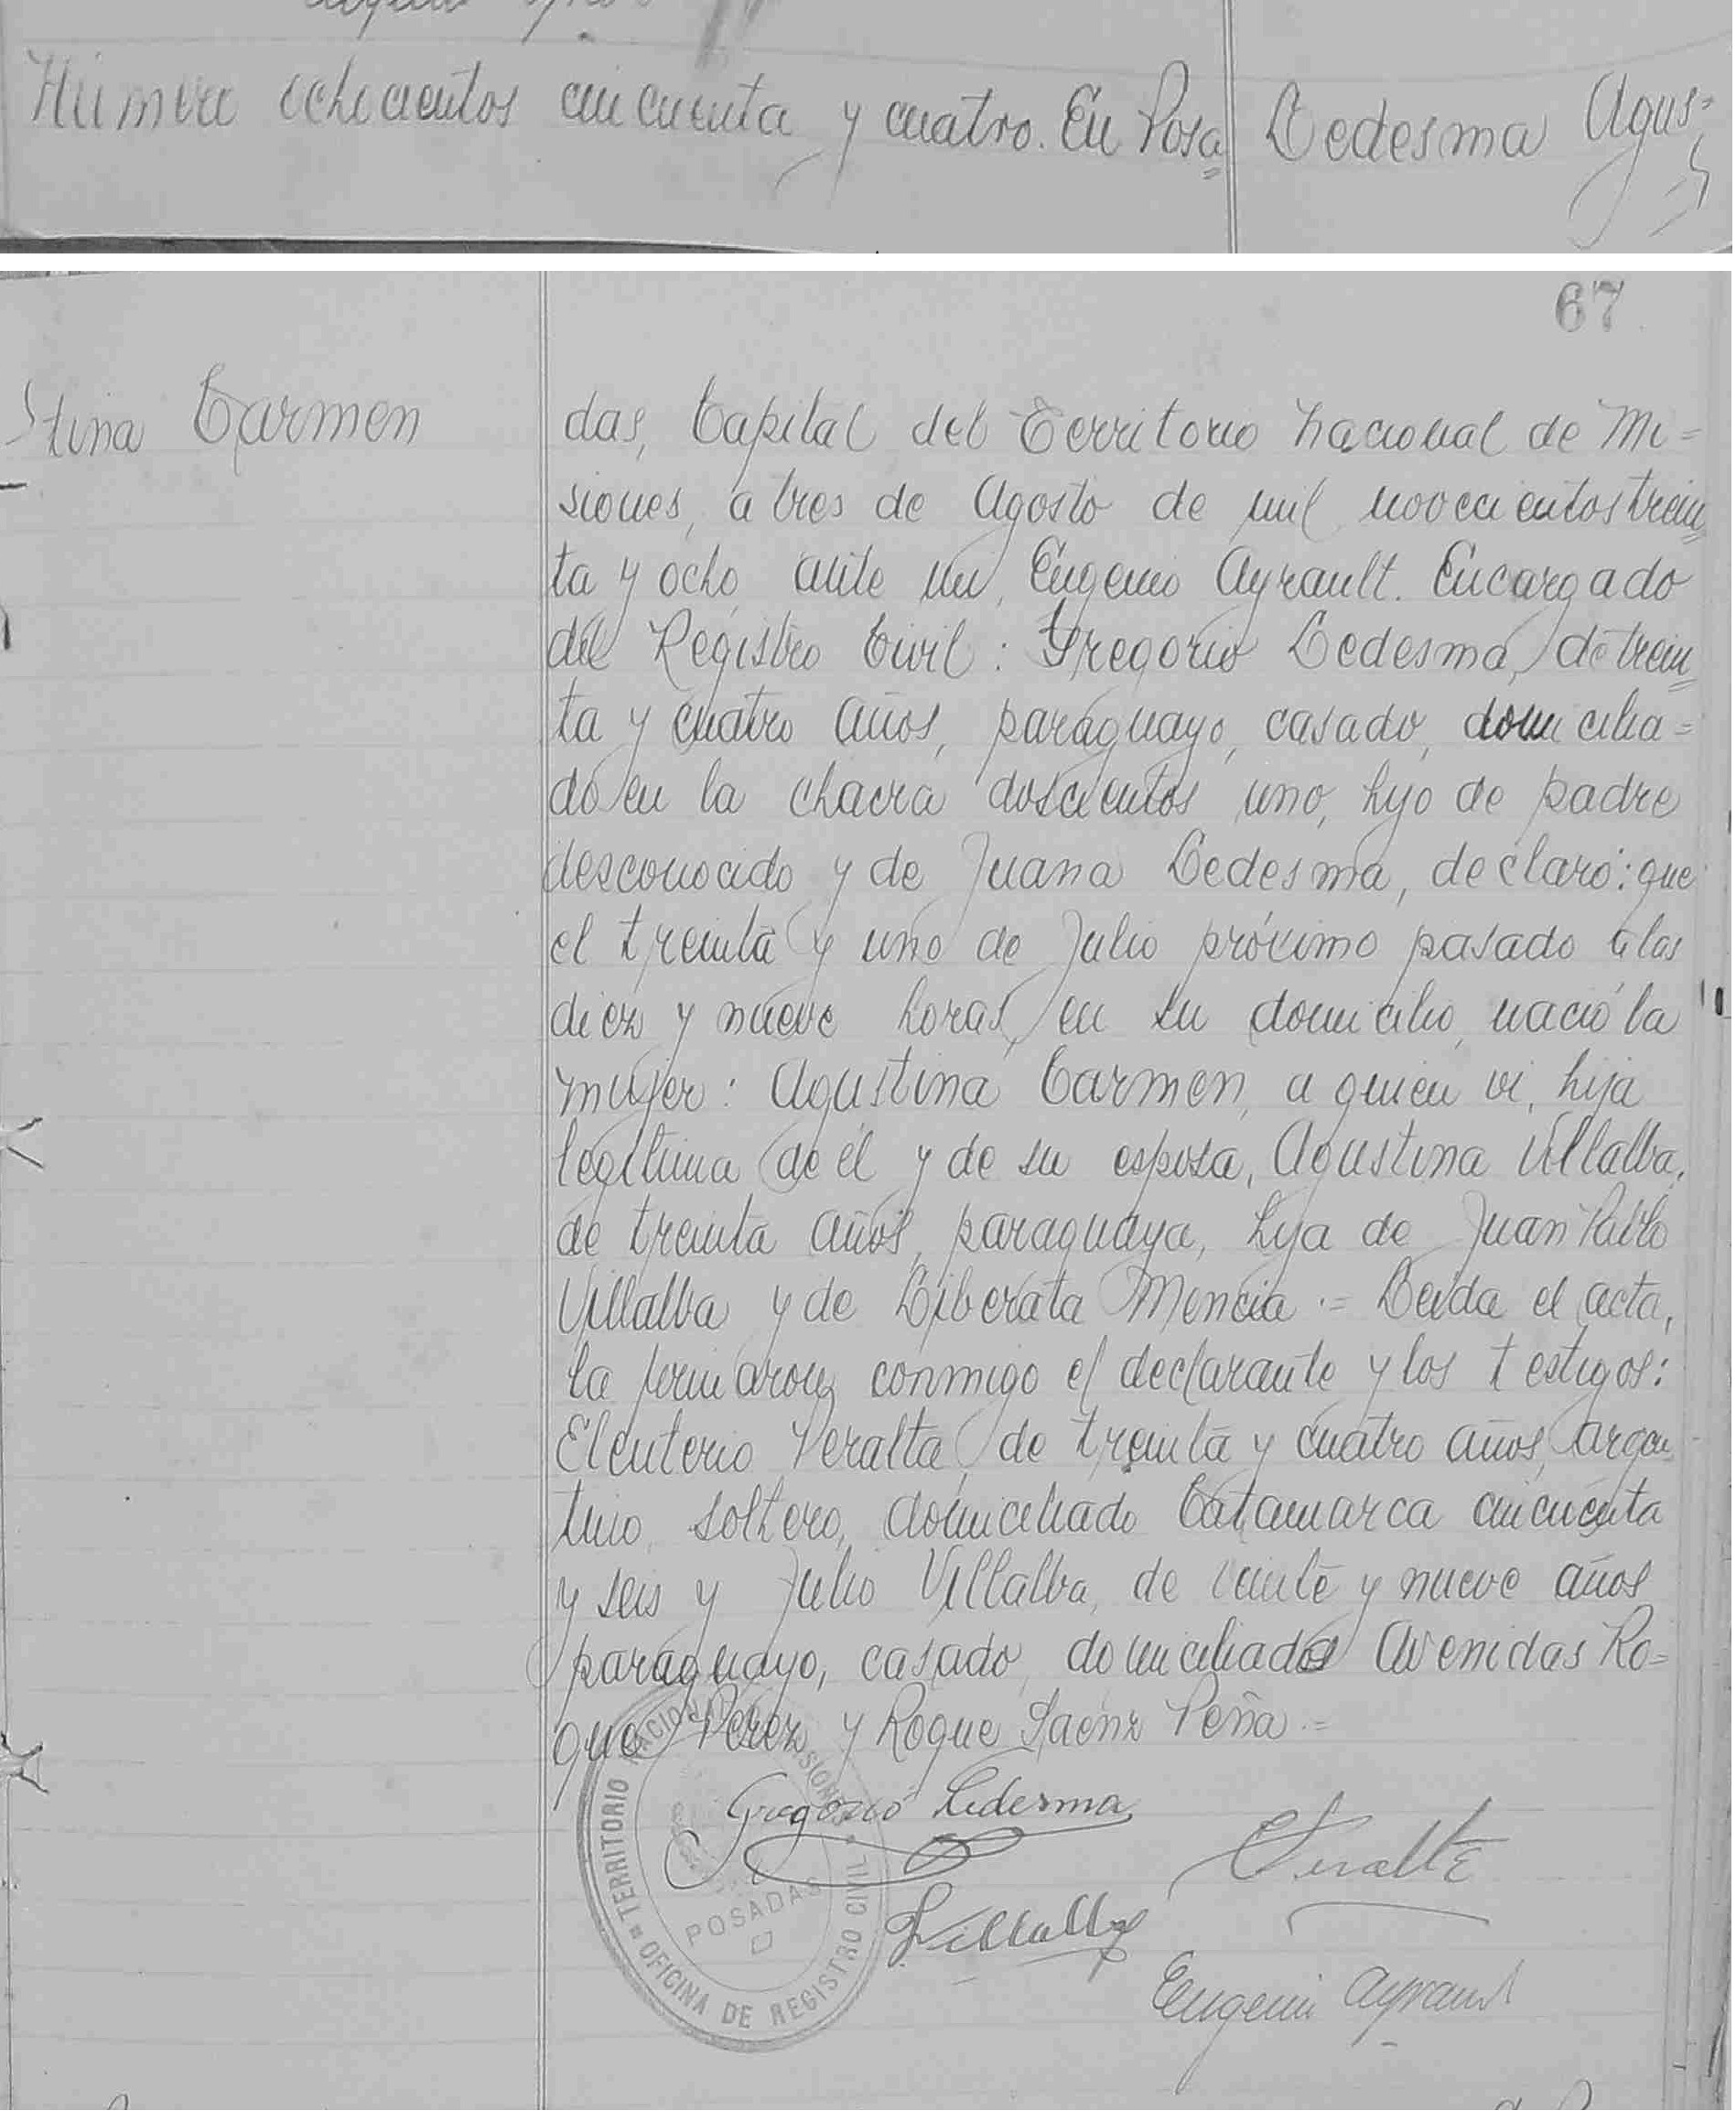 Número ochocientos cincuenta y cuatro. En Posa=
Ledesma Agus=
67
tina Carmen
das, Capital del Territorio Nacional de Mi=
siones, a tres de Agosto de mil novecientos trein=
ta y ocho, ante mi, Eugenio Ayrault. Encargado
del Registro Civil: Gregorio Ledesma, de trein=
ta y cuatro años, paraguayo, casado, domicilia=
do en la chacra doscientos uno, hijo de padre
desconocido y de Juana Ledesma, declaró: que
el treinta y uno de Julio próximo pasado a las
diez y nueve horas, en su domicilio, nació la
mujer: Agustina Carmen, a quien vi, hija
legítima de él y de su esposa, Agustina Villalba,
de treinta años, paraguaya, hija de Juan Pablo
Villalba y de Liberata Mencia.= Leída el acta,
la firmaron conmigo el declarante y los testigos:
Eleuterio Peralta, de treinta y cuatro años, argen=
tino, soltero, domiciliado Catamarca cincuenta
y seis y Julio Villalba, de veinte y nueve años
paraguayo, casado, domiciliado Avenidas Ro=
que Perez y Roque Saenz Peña.=
Gregorio Ledesma
EPeralta
JVillalba
Eugenio Ayrault
TERRITORIO NACIONAL DE MISIONES
POSADAS
OFICINA DE REGISTRO CIVIL